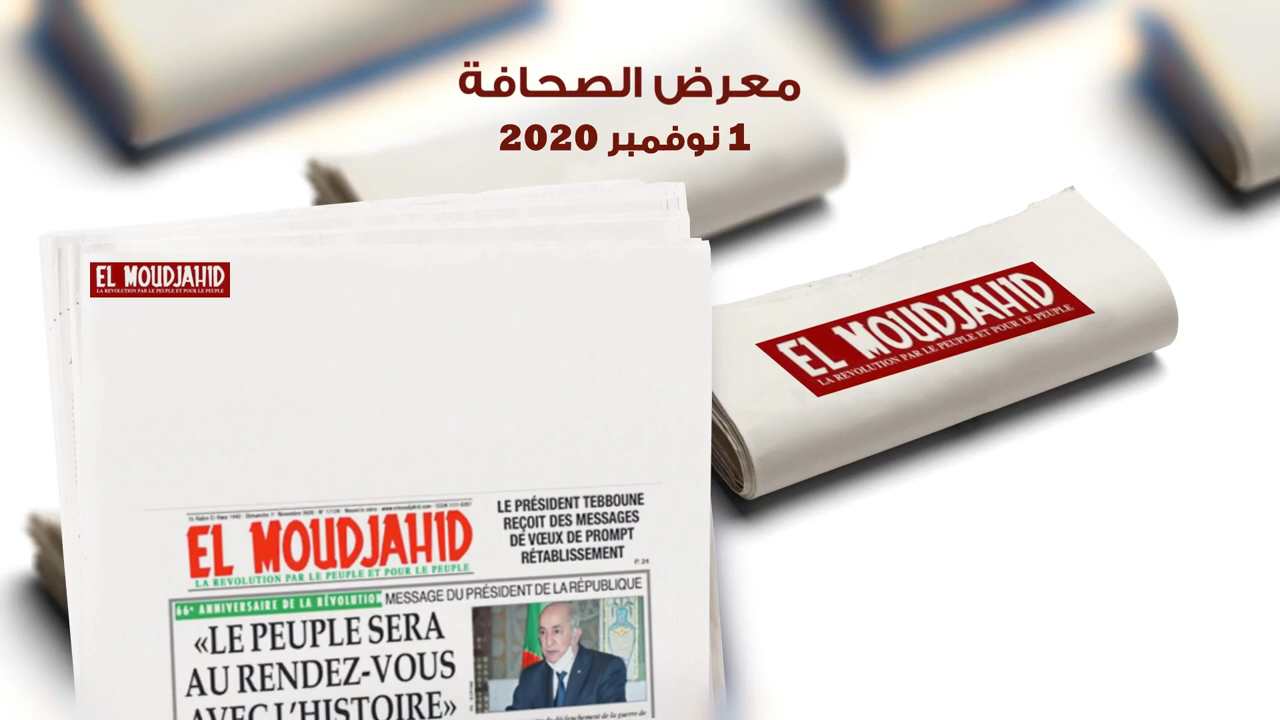 معرض الصحافة
1 نوفمبر 2020
EL MOUDJAHID
LA REVOLUTION PAR LE PEUPLE ET POUR LE PEUPLE
EL MOUDJAHID
LA REVOLUTION PAR LE PEUPLE ET POUR LE PEUPLE
EL MOUDJAHID
LA REVOLUTION PAR LE PEUPLE ET POUR LE PEUPLE
LE PRÉSIDENT TEBBOUNE
REÇOIT DES MESSAGES
DE VŒUX DE PROMPT
RÉTABLISSEMENT
P. 24
66e ANNIVERSAIRE DE LA RÉVOLUTION
MESSAGE DU PRÉSIDENT DE LA RÉPUBLIQUE
«LE PEUPLE SERA
AU RENDEZ-VOUS
AVEC L'HISTOIRE»